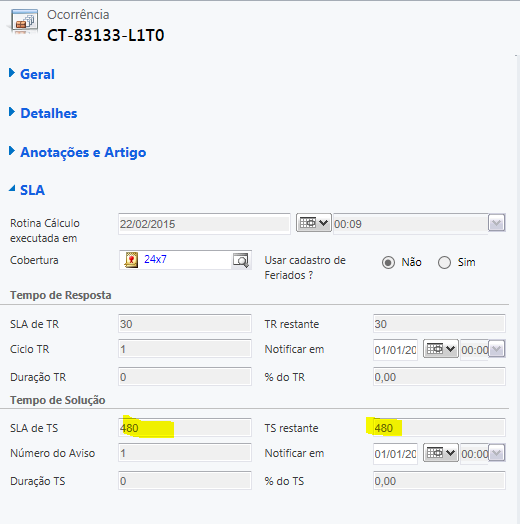 Ocorrência
CT-83133-L1T0
Geral
Detalhes
Anotações e Artigo
SLA
Rotina Cálculo executada em 22/02/2015 00:09
Cobertura 24x7 Usar cadastro de Feriados ? Não Sim
Tempo de Resposta
SLA de TR 30 TR restante 30
Ciclo TR 1 Notificar em 01/01/20 00:00
Duração TR 0 % do TR 0,00
Tempo de Solução
SLA de TS 480 TS restante 480
Número do Aviso 1 Notificar em 01/01/20 00:00
Duração TS 0 % do TS 0,00